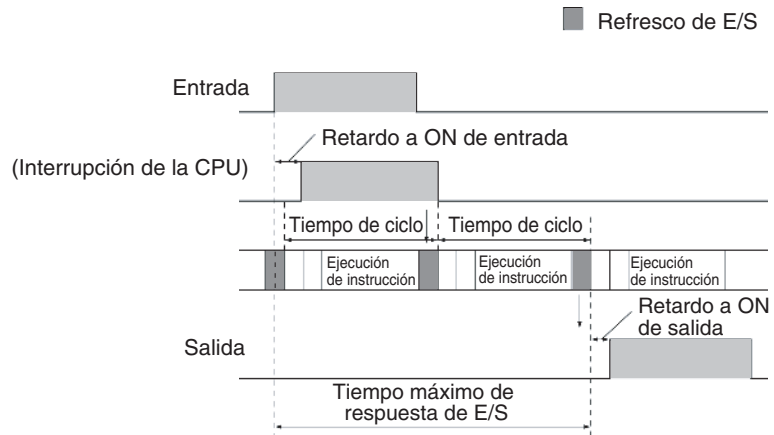 Refresco de E/S
Entrada
Retardo a ON de entrada
(Interrupción de la CPU)
Tiempo de ciclo
Tiempo de ciclo
Ejecución
de instrucción
Ejecución
de instrucción
Ejecución
de instrucción
Retardo a ON
de salida
Salida
Tiempo máximo de
respuesta de E/S